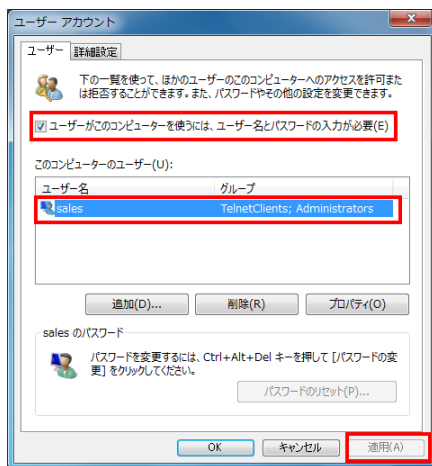 ユーザー アカウント
ユーザー 詳細設定
下の一覧を使って、ほかのユーザーのこのコンピューターへのアクセスを許可また
は拒否することができます。また、パスワードやその他の設定を変更できます。
ユーザーがこのコンピューターを使うには、ユーザー名とパスワードの入力が必要(E)
このコンピューターのユーザー(U):
ユーザー名 グループ
sales TelnetClients; Administrators
追加(D)... 削除(R) プロパティ(O)
sales のパスワード
パスワードを変更するには、Ctrl+Alt+Del キーを押して [パスワードの変
更] をクリックしてください。
パスワードのリセット(P)...
OK キャンセル 適用(A)